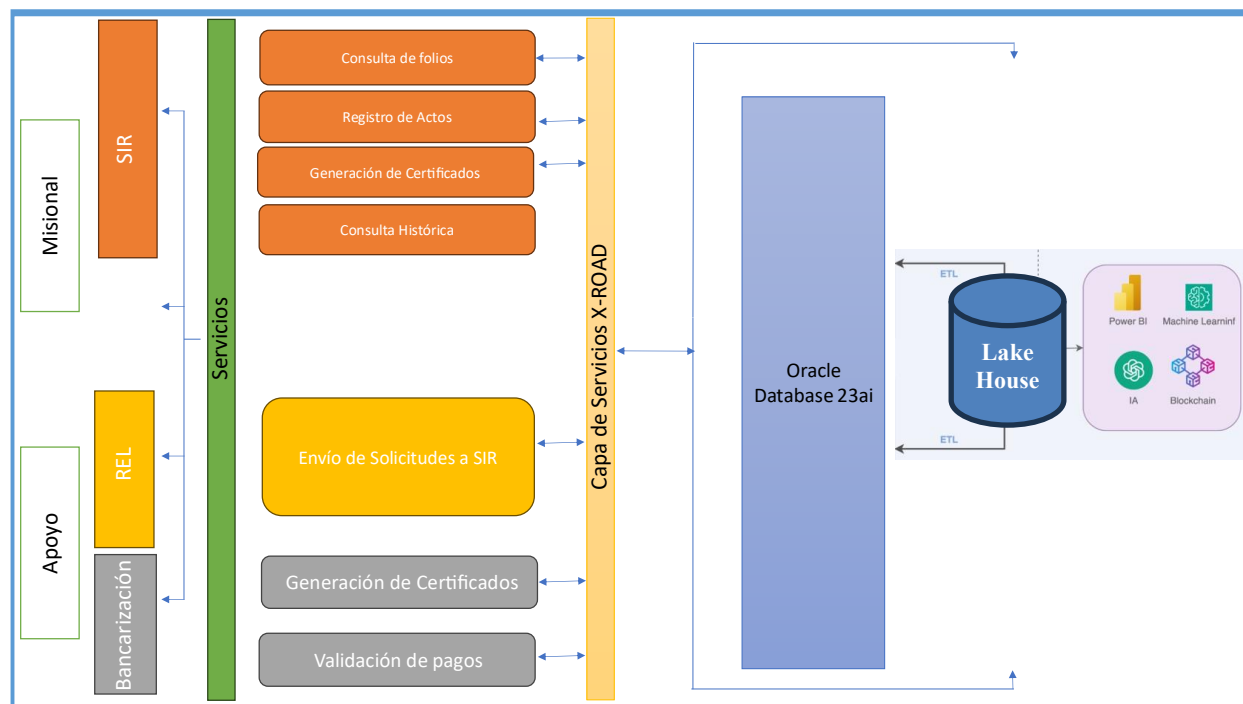 Misional
Apoyo
SIR
REL
Bancarización
Servicios
Consulta de folios
Registro de Actos
Generación de Certificados
Consulta Histórica
Envío de Solicitudes a SIR
Generación de Certificados
Validación de pagos
Capa de Servicios X-ROAD
Oracle
Database 23ai
ETL
Lake
House
ETL
Power BI
Machine Learninf
IA
Blockchain